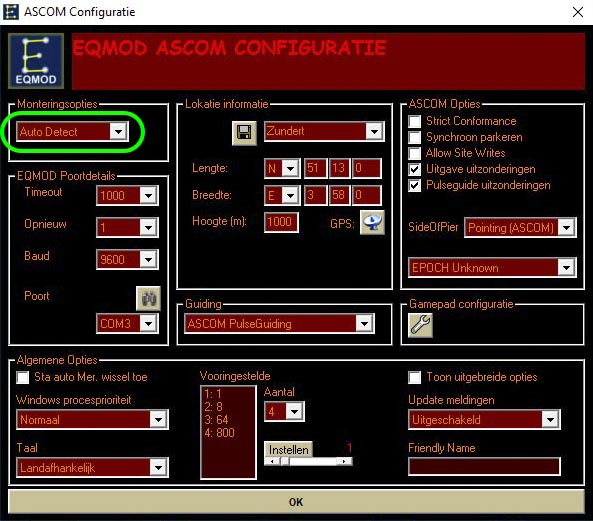 ASCOM Configuratie
EQMOD
EQMOD ASCOM CONFIGURATIE
Monteringsopties
Auto Detect
EQMOD Poortdetails
Timeout
1000
Opnieuw
1
Baud
9600
Poort
COM3
Lokatie informatie
Zundert
Lengte:
N
51
13
0
Breedte:
E
3
58
0
Hoogte (m):
1000
GPS:
Guiding
ASCOM PulseGuiding
ASCOM Opties
Strict Conformance
Synchroon parkeren
Allow Site Writes
Uitgave uitzonderingen
Pulseguide uitzonderingen
SideOfPier
Pointing (ASCOM)
EPOCH Unknown
Gamepad configuratie
Algemene Opties
Sta auto Mer. wissel toe
Windows procesprioriteit
Normaal
Taal
Landafhankelijk
Vooringestelde
1: 1
2: 8
3: 64
4: 800
Aantal
4
Instellen
1
Toon uitgebreide opties
Update meldingen
Uitgeschakeld
Friendly Name
OK